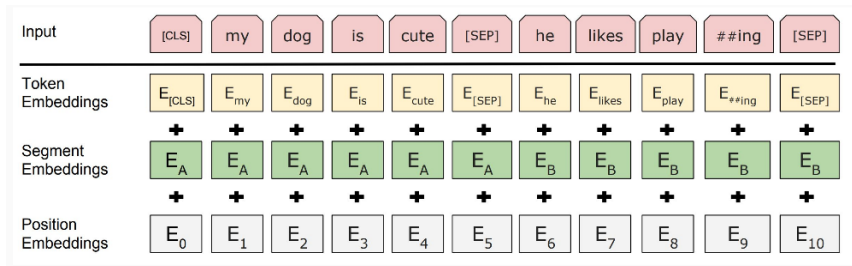 Input [CLS] my dog is cute [SEP] he likes play ##ing [SEP]
Token
Embeddings E[CLS] Emy Edog Eis Ecute E[SEP] Ehe Elikes Eplay E##ing E[SEP]
Segment
Embeddings EA EA EA EA EA EA EB EB EB EB EB
Position
Embeddings E0 E1 E2 E3 E4 E5 E6 E7 E8 E9 E10